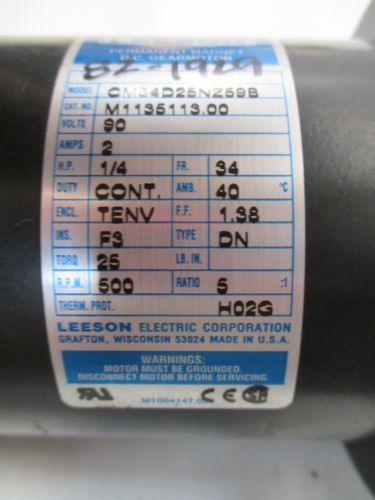 PERMANENT MAGNET
D.C. GEARMOTOR
82-1929
MODEL CM34D25NZ59B
CAT. NO. M1135113.00
VOLTS 90
AMPS 2
H.P. 1/4 FR. 34
DUTY CONT. AMB. 40 °C
ENCL. TENV F.F. 1.38
INS. F3 TYPE DN
TORQ 25 LB. IN.
R.P.M. 500 RATIO 5 :1
THERM. PROT. H02G
LEESON ELECTRIC CORPORATION
GRAFTON, WISCONSIN 53024 MADE IN U.S.A.
WARNINGS:
MOTOR MUST BE GROUNDED.
DISCONNECT MOTOR BEFORE SERVICING.
CE